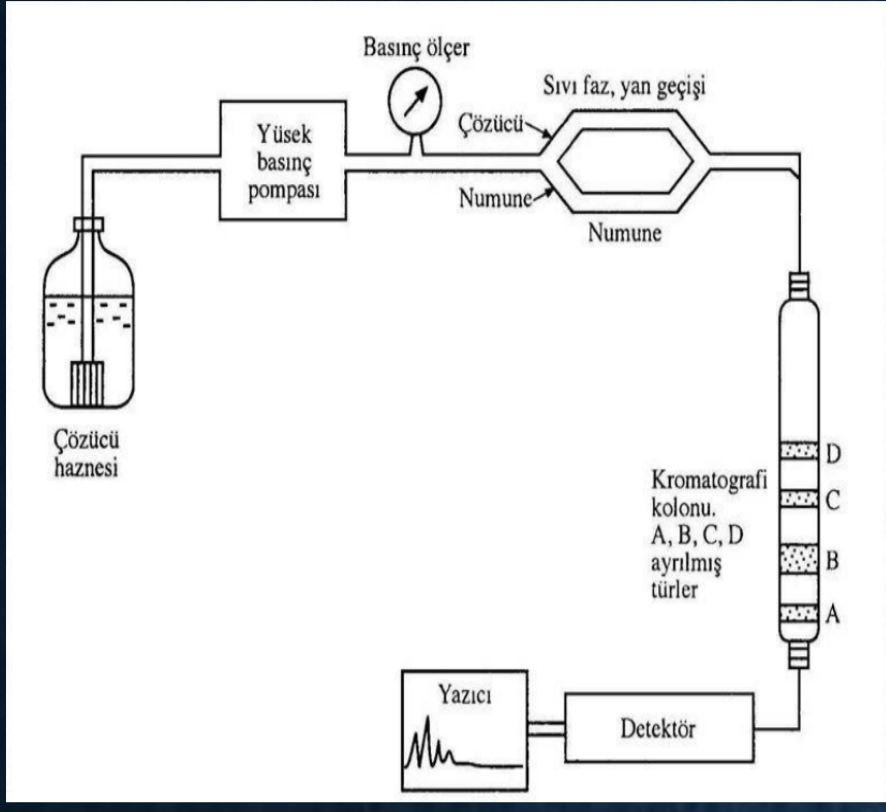 Basınç ölçer
Sıvı faz, yan geçişi
Çözücü
Yüsek
basınç
pompası
Numune
Numune
Çözücü
haznesi
D
C
B
A
Kromatografi
kolonu.
A, B, C, D
ayrılmış
türler
Yazıcı
Detektör